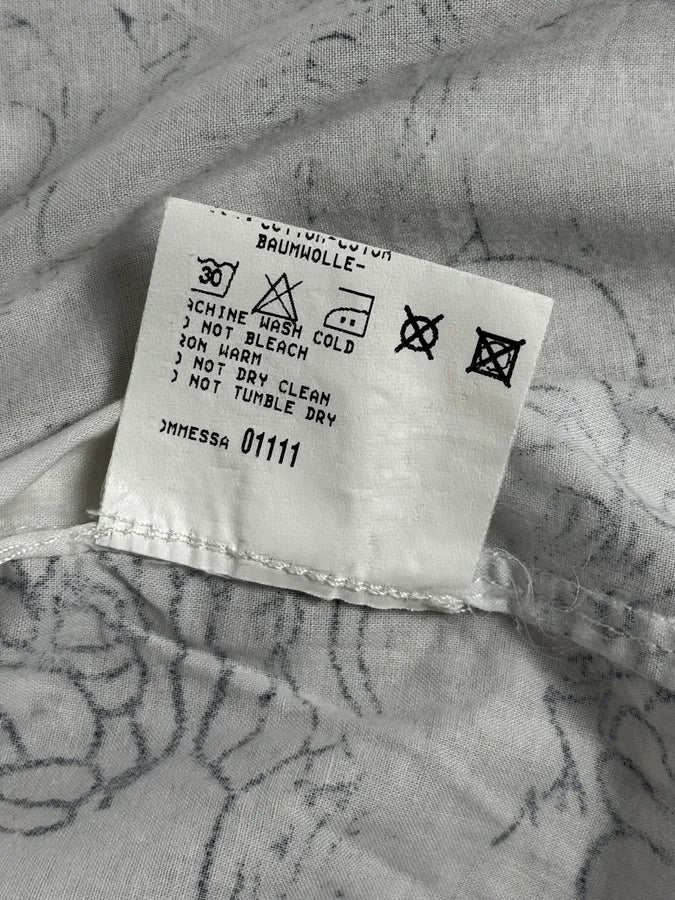 BAUMWOLLE-
30
ACHINE WASH COLD
O NOT BLEACH
RON WARM
O NOT DRY CLEAN
O NOT TUMBLE DRY
OMMESSA 01111